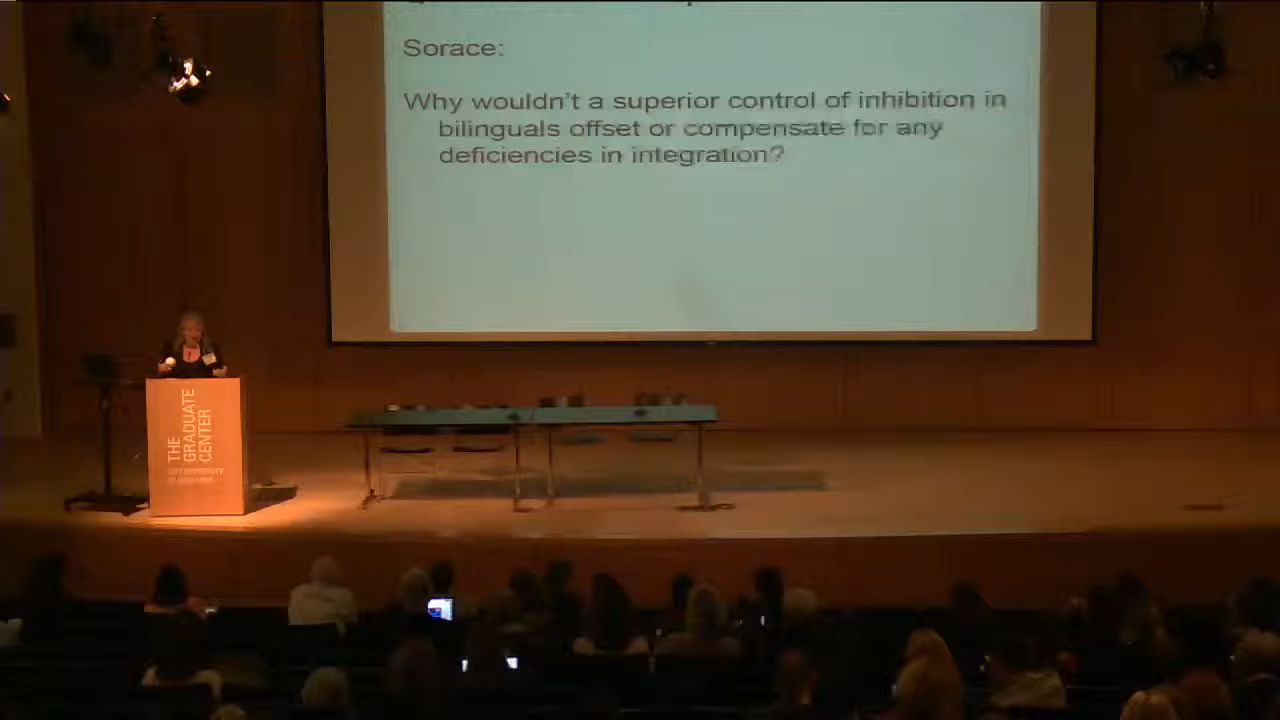 Sorace:
Why wouldn't a superior control of inhibition in
bilinguals offset or compensate for any
deficiencies in integration?
THE
GRADUATE
CENTER